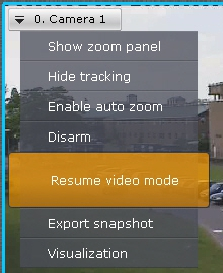 0. Camera 1
Show zoom panel
Hide tracking
Enable auto zoom
Disarm
Resume video mode
Export snapshot
Visualization